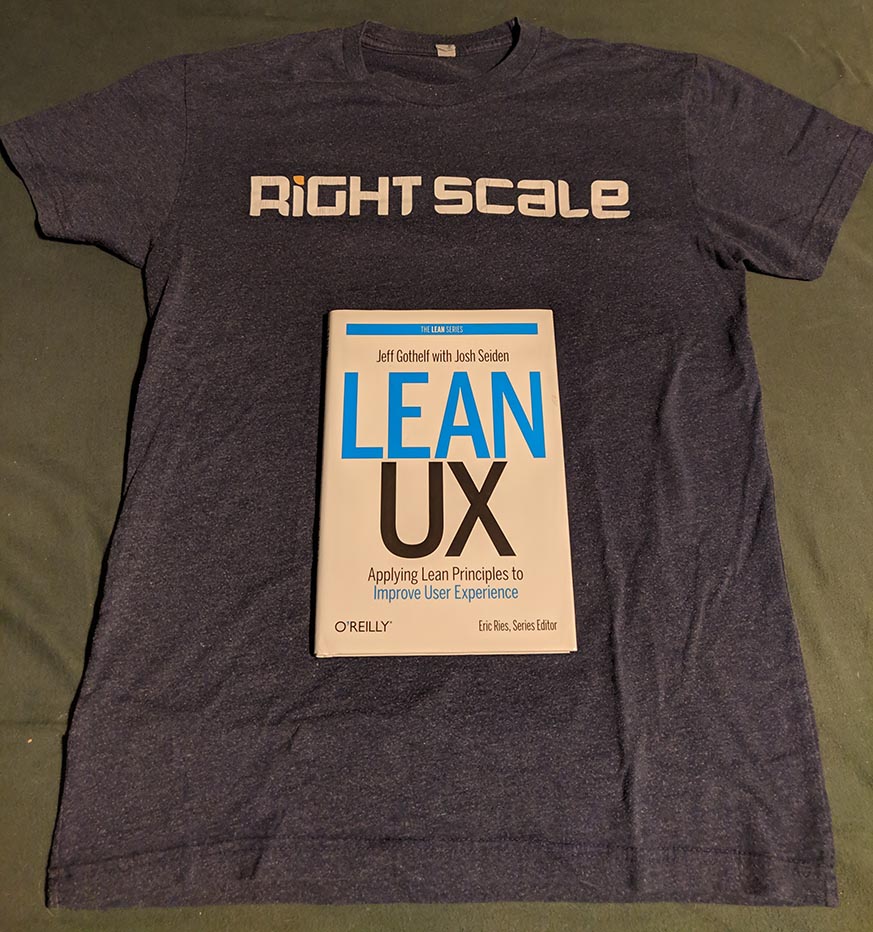 RiGHT SCaLe
THE LEAN SERIES
Jeff Gothelf with Josh Seiden
LEAN
UX
Applying Lean Principles to
Improve User Experience
O'REILLY®
Eric Ries, Series Editor